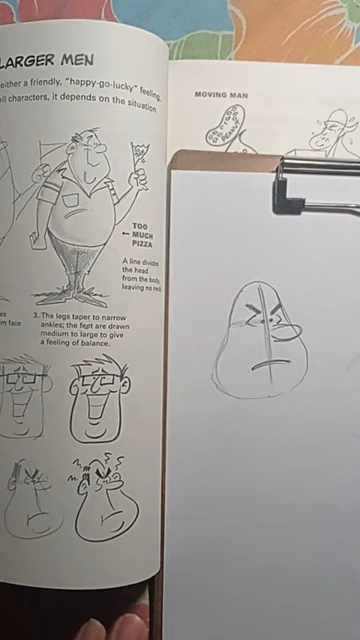 LARGER MEN
either a friendly, "happy-go-lucky" feeling,
all characters, it depends on the situation
MOVING MAN
TOO
← MUCH
PIZZA
A line divides
the head
from the body,
leaving no neck
3. The legs taper to narrow
ankles; the feet are drawn
medium to large to give
a feeling of balance.
im face